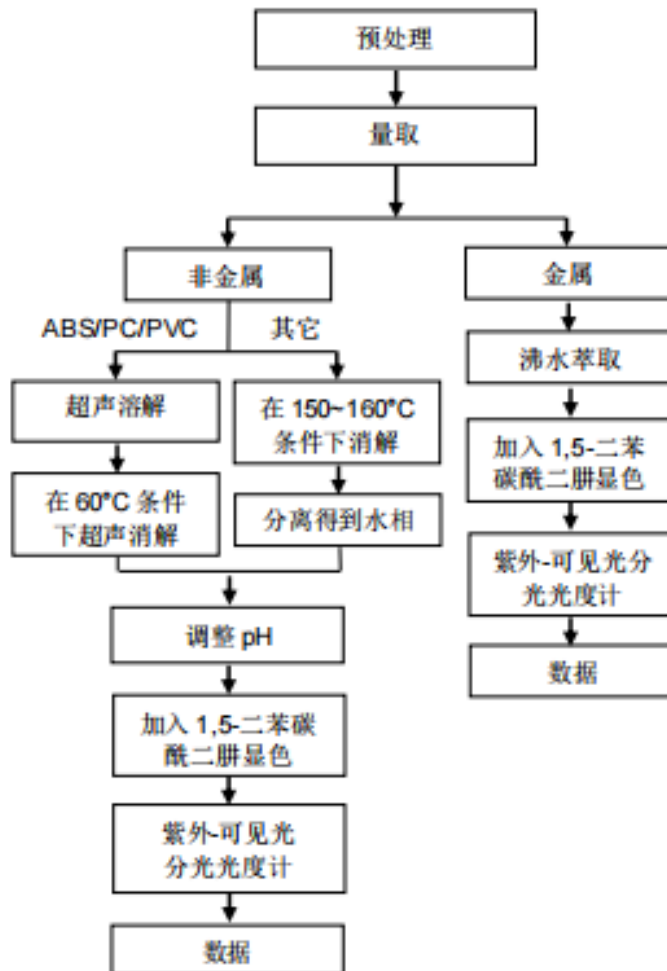 预处理
量取
非金属
金属
ABS/PC/PVC
其它
沸水萃取
超声溶解
在 150~160°C
条件下消解
加入 1,5-二苯
碳酰二肼显色
在 60°C 条件
下超声消解
分离得到水相
紫外-可见光分
光光度计
调整 pH
数据
加入 1,5-二苯碳
酰二肼显色
紫外-可见光
分光光度计
数据